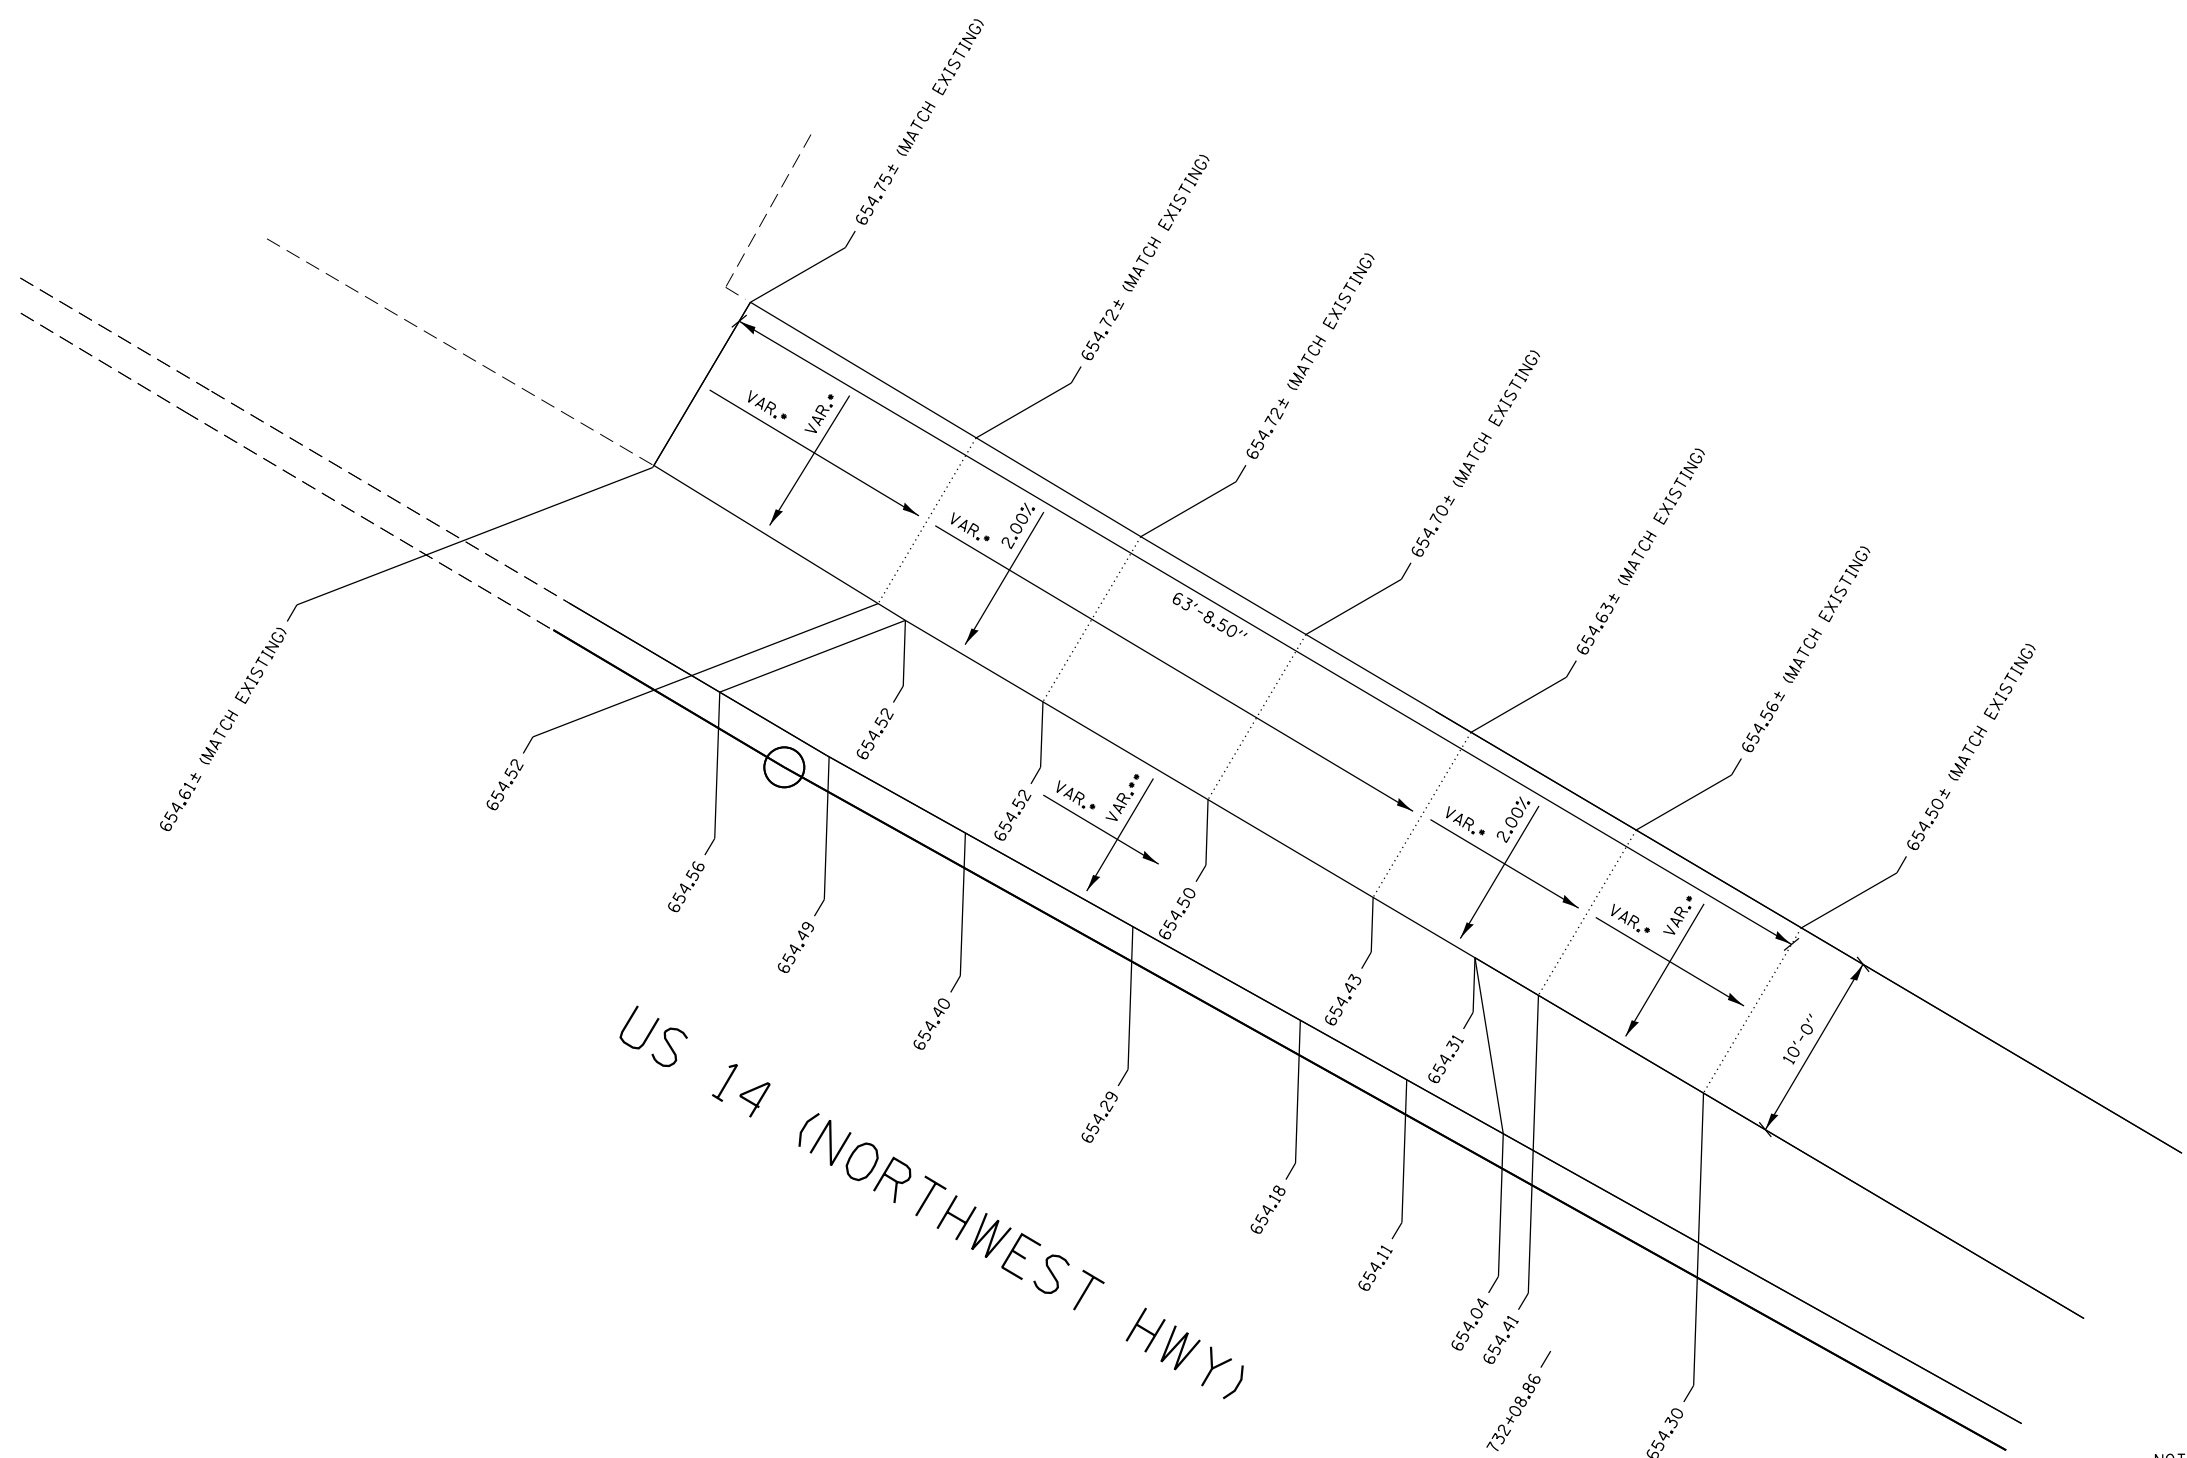 654.75± (MATCH EXISTING)
654.72± (MATCH EXISTING)
654.72± (MATCH EXISTING)
654.70± (MATCH EXISTING)
654.63± (MATCH EXISTING)
654.56± (MATCH EXISTING)
654.50± (MATCH EXISTING)
VAR.*
VAR.*
VAR.*
2.00%
63'-8.50''
VAR.*
VAR.**
VAR.*
2.00%
VAR.*
VAR.*
10'-0''
654.61± (MATCH EXISTING)
654.52
654.52
654.52
654.50
654.43
654.31
654.56
654.49
654.40
654.29
654.18
654.11
654.04
654.41
732+08.86
654.30
US 14 (NORTHWEST HWY)